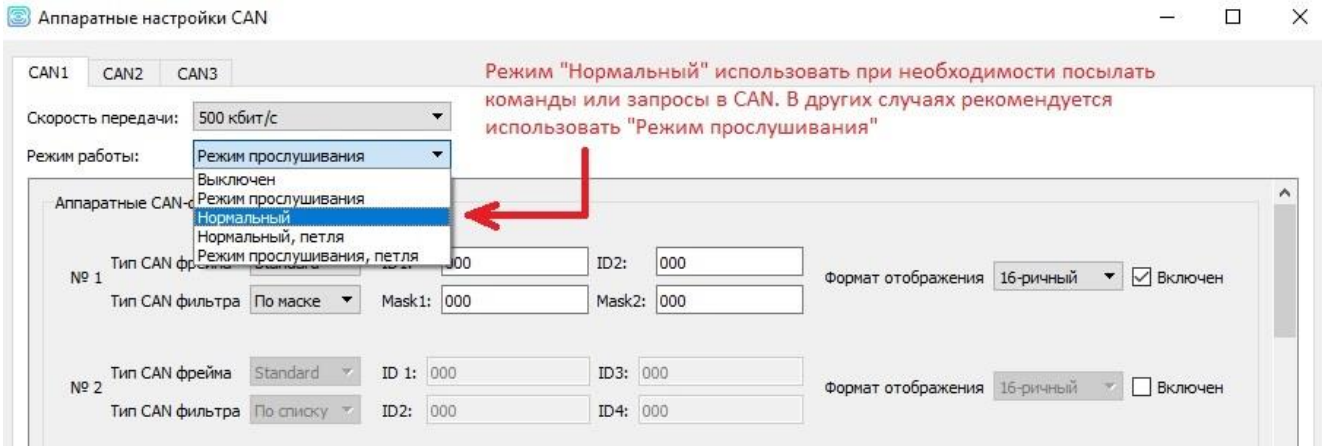 Аппаратные настройки CAN
CAN1 CAN2 CAN3
Режим "Нормальный" использовать при необходимости посылать
команды или запросы в CAN. В других случаях рекомендуется
использовать "Режим прослушивания"
Скорость передачи: 500 кбит/с
Режим работы: Режим прослушивания
Выключен
Режим прослушивания
Нормальный
Нормальный, петля
Режим прослушивания, петля
Аппаратные CAN-
№ 1
Тип CAN фрейма 000 ID2: 000
Тип CAN фильтра По маске Mask1: 000 Mask2: 000
Формат отображения 16-ричный Включен
№ 2
Тип CAN фрейма Standard ID 1: 000 ID3: 000
Тип CAN фильтра По списку ID2: 000 ID4: 000
Формат отображения 16-ричный Включен